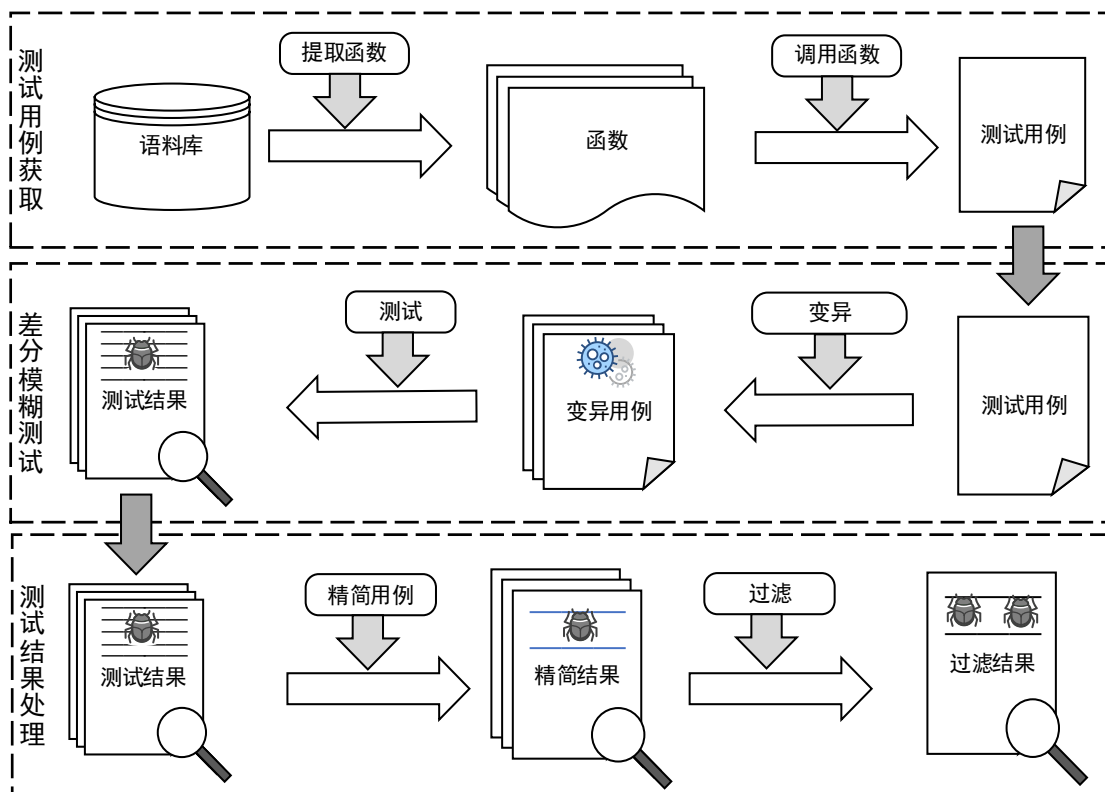 测试用例获取
提取函数
调用函数
语料库
函数
测试用例
差分模糊测试
测试
变异
测试结果
变异用例
测试用例
测试结果处理
精简用例
过滤
测试结果
精简结果
过滤结果